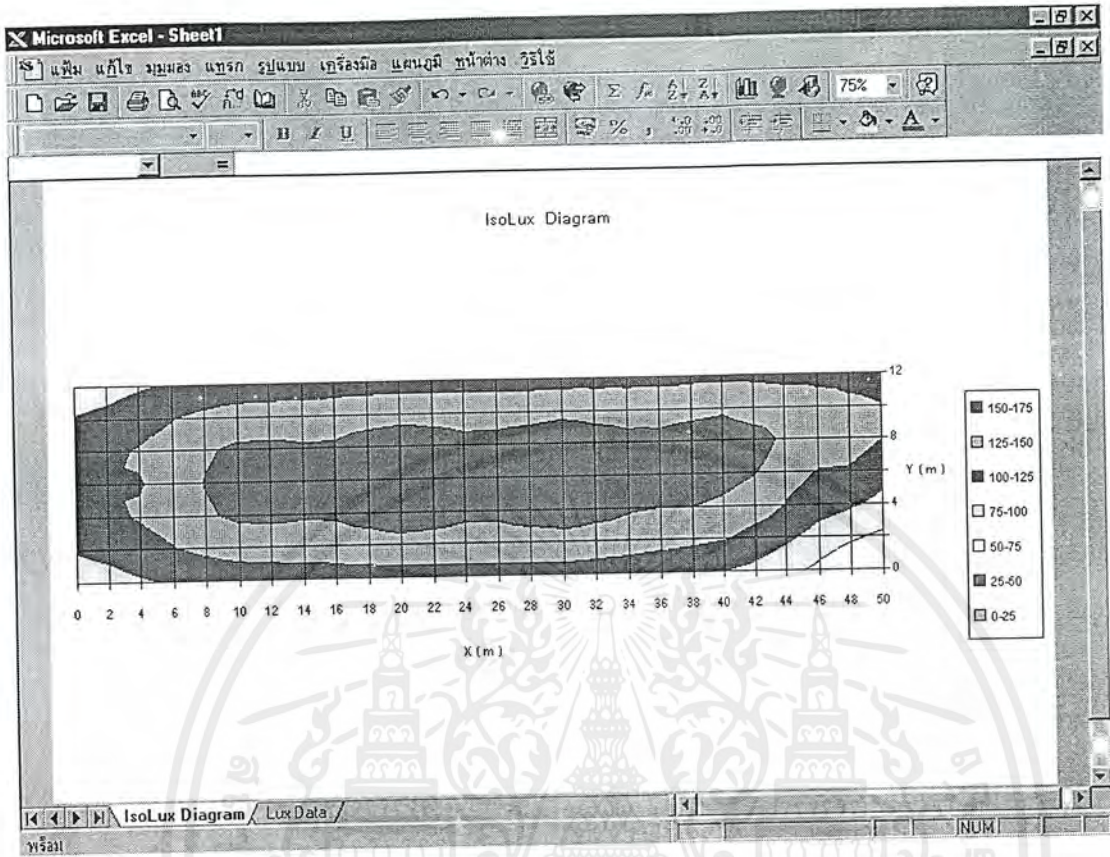 Microsoft Excel - Sheet1
แฟ้ม แก้ไข มุมมอง แทรก รูปแบบ เครื่องมือ แผนภูมิ หน้าต่าง วิธีใช้
75%
B I U
=
IsoLux Diagram
12
8
Y (m)
4
0
0 2 4 6 8 10 12 14 16 18 20 22 24 26 28 30 32 34 36 38 40 42 44 46 48 50
X (m)
150-175
125-150
100-125
75-100
50-75
25-50
0-25
IsoLux Diagram Lux Data
พร้อม NUM